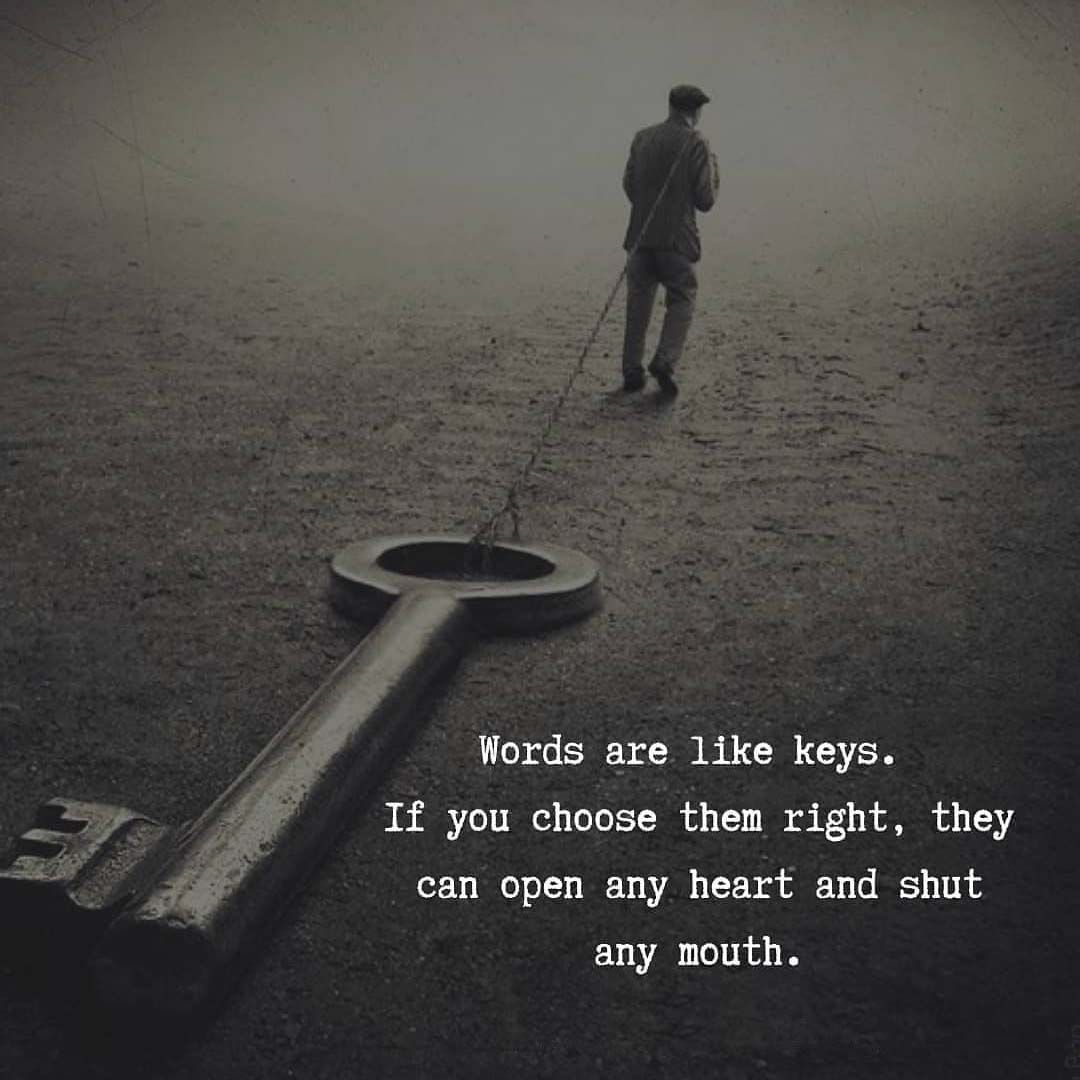 Words are like keys.
If you choose them right, they
can open any heart and shut
any mouth.